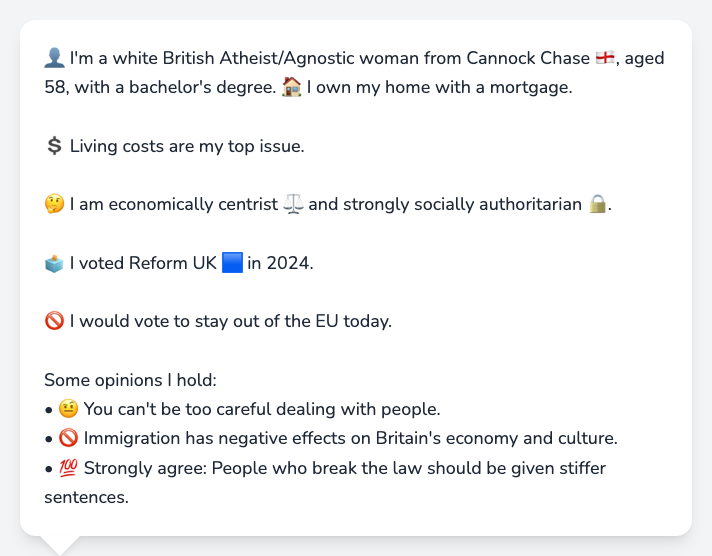 👤 I'm a white British Atheist/Agnostic woman from Cannock Chase 🏴󠁧󠁢󠁥󠁮󠁧󠁿, aged
58, with a bachelor's degree. 🏠 I own my home with a mortgage.
💲 Living costs are my top issue.
🤔 I am economically centrist ⚖️ and strongly socially authoritarian 🔒.
🗳️ I voted Reform UK 🟦 in 2024.
🚫 I would vote to stay out of the EU today.
Some opinions I hold:
• 🤨 You can't be too careful dealing with people.
• 🚫 Immigration has negative effects on Britain's economy and culture.
• 💯 Strongly agree: People who break the law should be given stiffer
sentences.